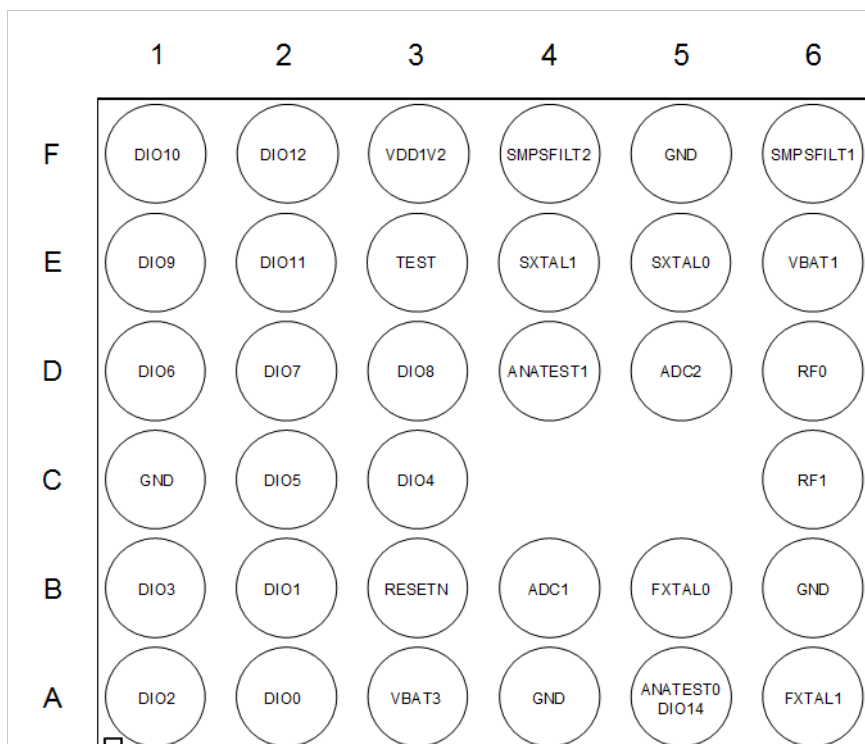 1 2 3 4 5 6
F DIO10 DIO12 VDD1V2 SMPSFILT2 GND SMPSFILT1
E DIO9 DIO11 TEST SXTAL1 SXTAL0 VBAT1
D DIO6 DIO7 DIO8 ANATEST1 ADC2 RF0
C GND DIO5 DIO4 RF1
B DIO3 DIO1 RESETN ADC1 FXTAL0 GND
A DIO2 DIO0 VBAT3 GND ANATEST0 FXTAL1
DIO14